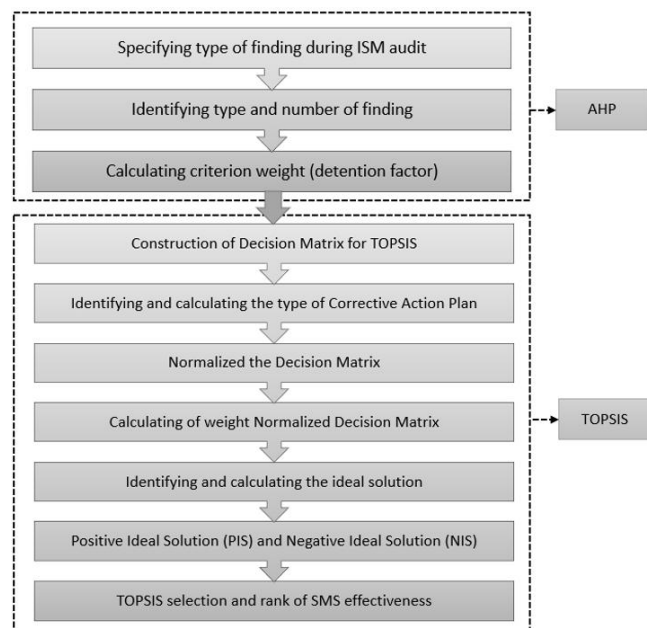 Specifying type of finding during ISM audit
Identifying type and number of finding
AHP
Calculating criterion weight (detention factor)
Construction of Decision Matrix for TOPSIS
Identifying and calculating the type of Corrective Action Plan
Normalized the Decision Matrix
Calculating of weight Normalized Decision Matrix
TOPSIS
Identifying and calculating the ideal solution
Positive Ideal Solution (PIS) and Negative Ideal Solution (NIS)
TOPSIS selection and rank of SMS effectiveness